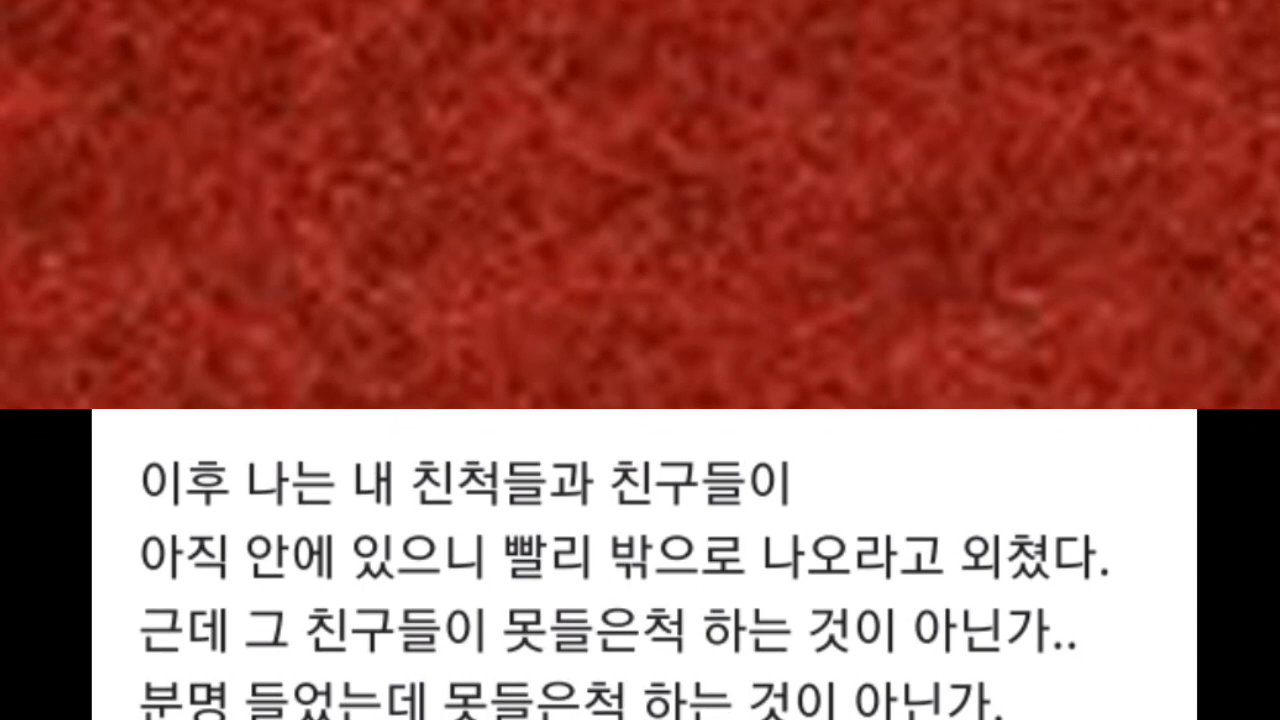 이후 나는 내 친척들과 친구들이
아직 안에 있으니 빨리 밖으로 나오라고 외쳤다.
근데 그 친구들이 못들은척 하는 것이 아닌가..
분명 들었는데 못들은척 하는 것이 아닌가.